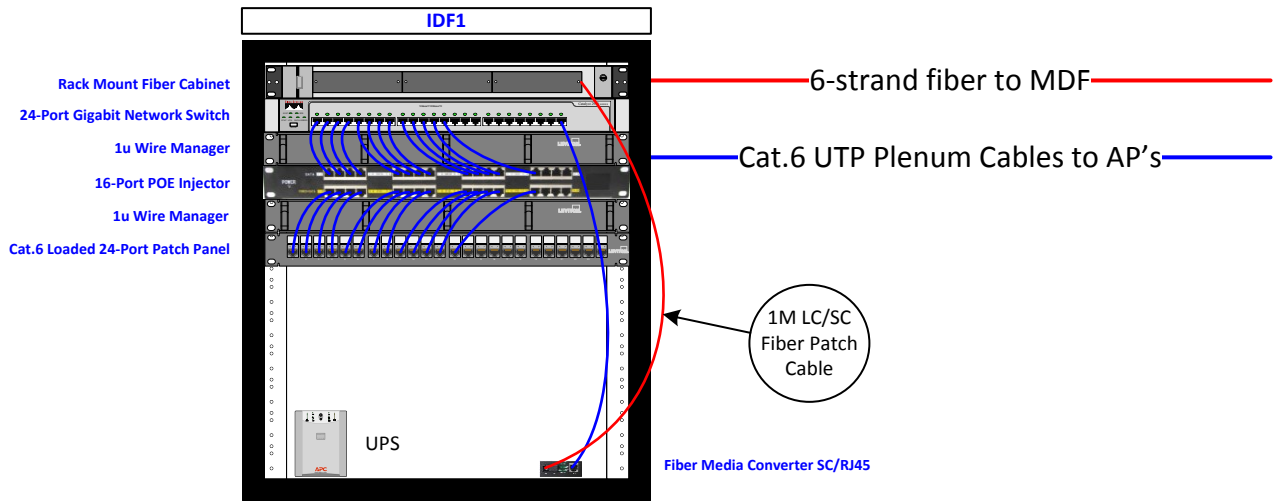 IDF1
Rack Mount Fiber Cabinet
6-strand fiber to MDF
24-Port Gigabit Network Switch
1u Wire Manager
Cat.6 UTP Plenum Cables to AP's
16-Port POE Injector
POWER
1u Wire Manager
Cat.6 Loaded 24-Port Patch Panel
1M LC/SC
Fiber Patch
Cable
UPS
APC
Fiber Media Converter SC/RJ45